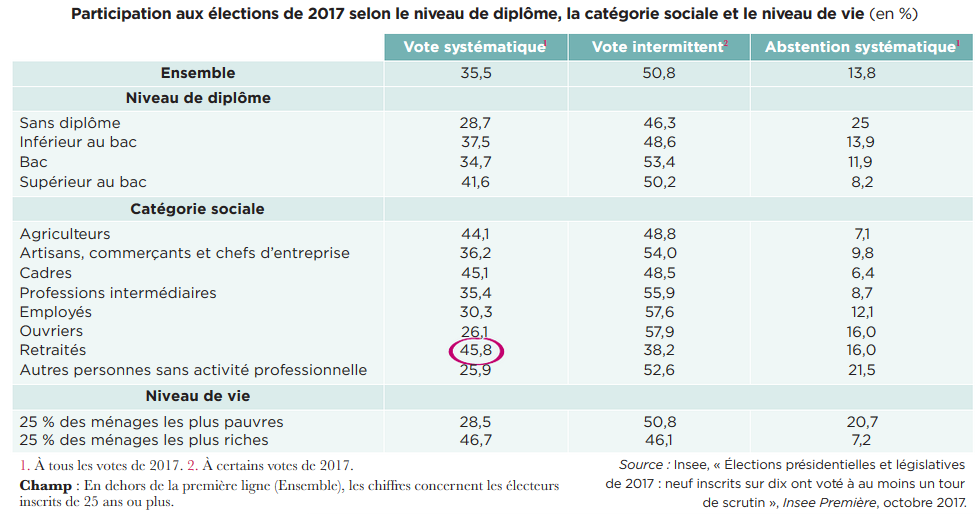 Participation aux élections de 2017 selon le niveau de diplôme, la catégorie sociale et le niveau de vie (en %)
Vote systématique¹ Vote intermittent² Abstention systématique¹
Ensemble 35,5 50,8 13,8
Niveau de diplôme
Sans diplôme 28,7 46,3 25
Inférieur au bac 37,5 48,6 13,9
Bac 34,7 53,4 11,9
Supérieur au bac 41,6 50,2 8,2
Catégorie sociale
Agriculteurs 44,1 48,8 7,1
Artisans, commerçants et chefs d'entreprise 36,2 54,0 9,8
Cadres 45,1 48,5 6,4
Professions intermédiaires 35,4 55,9 8,7
Employés 30,3 57,6 12,1
Ouvriers 26,1 57,9 16,0
Retraités 45,8 38,2 16,0
Autres personnes sans activité professionnelle 25,9 52,6 21,5
Niveau de vie
25 % des ménages les plus pauvres 28,5 50,8 20,7
25 % des ménages les plus riches 46,7 46,1 7,2
1. À tous les votes de 2017. 2. À certains votes de 2017.
Champ : En dehors de la première ligne (Ensemble), les chiffres concernent les électeurs
inscrits de 25 ans ou plus.
Source : Insee, « Élections présidentielles et législatives
de 2017 : neuf inscrits sur dix ont voté à au moins un tour
de scrutin », Insee Première, octobre 2017.